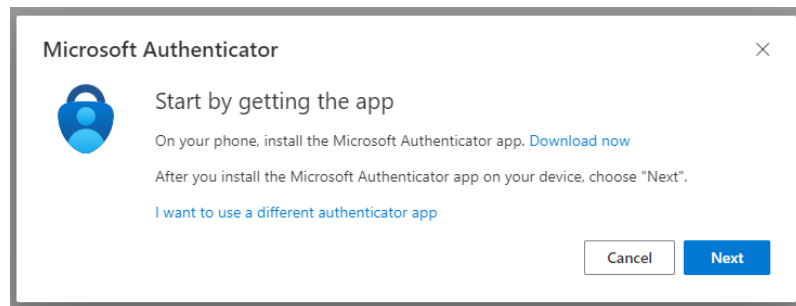 Microsoft Authenticator
Start by getting the app
On your phone, install the Microsoft Authenticator app. Download now
After you install the Microsoft Authenticator app on your device, choose "Next".
I want to use a different authenticator app
Cancel Next